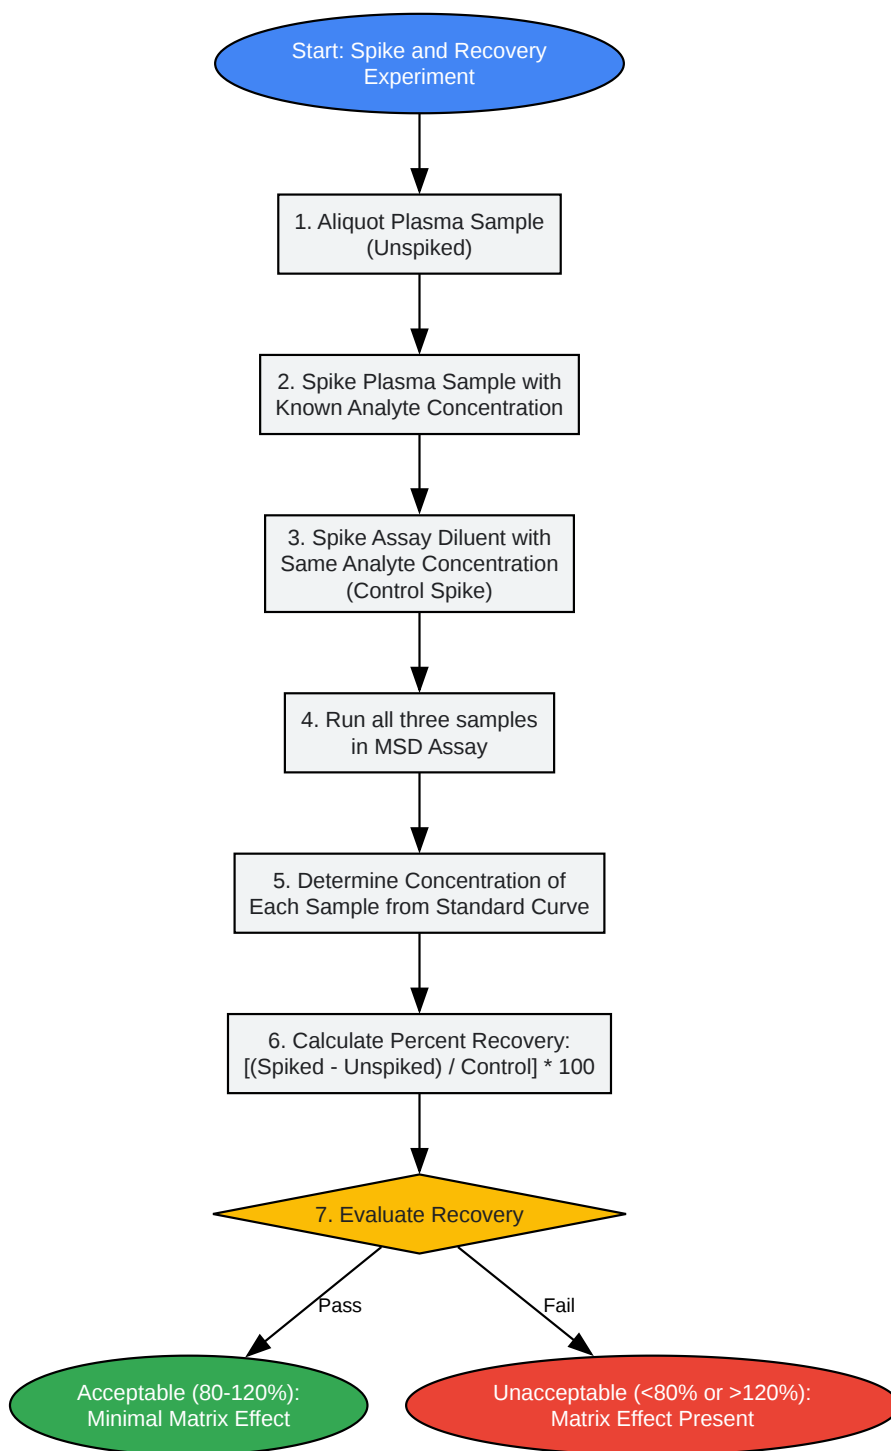 Start: Spike and Recovery
Experiment
1. Aliquot Plasma Sample
(Unspiked)
2. Spike Plasma Sample with
Known Analyte Concentration
3. Spike Assay Diluent with
Same Analyte Concentration
(Control Spike)
4. Run all three samples
in MSD Assay
5. Determine Concentration of
Each Sample from Standard Curve
6. Calculate Percent Recovery:
[(Spiked - Unspiked) / Control] * 100
7. Evaluate Recovery
Pass
Fail
Acceptable (80-120%):
Minimal Matrix Effect
Unacceptable (<80% or >120%):
Matrix Effect Present